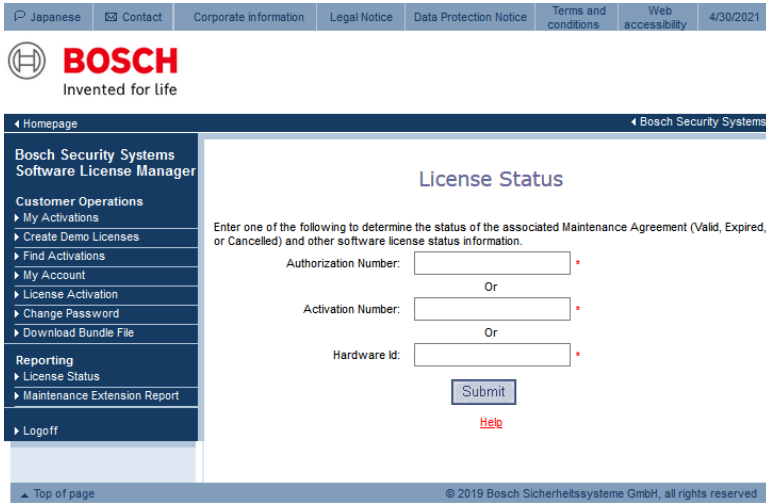 Japanese
Contact
Corporate information
Legal Notice
Data Protection Notice
Terms and conditions
Web accessibility
4/30/2021
BOSCH
Invented for life
Homepage
Bosch Security Systems
Bosch Security Systems
Software License Manager
Customer Operations
My Activations
Create Demo Licenses
Find Activations
My Account
License Activation
Change Password
Download Bundle File
Reporting
License Status
Maintenance Extension Report
Logoff
License Status
Enter one of the following to determine the status of the associated Maintenance Agreement (Valid, Expired,
or Cancelled) and other software license status information.
Authorization Number: *
Or
Activation Number: *
Or
Hardware Id: *
Submit
Help
Top of page
© 2019 Bosch Sicherheitssysteme GmbH, all rights reserved